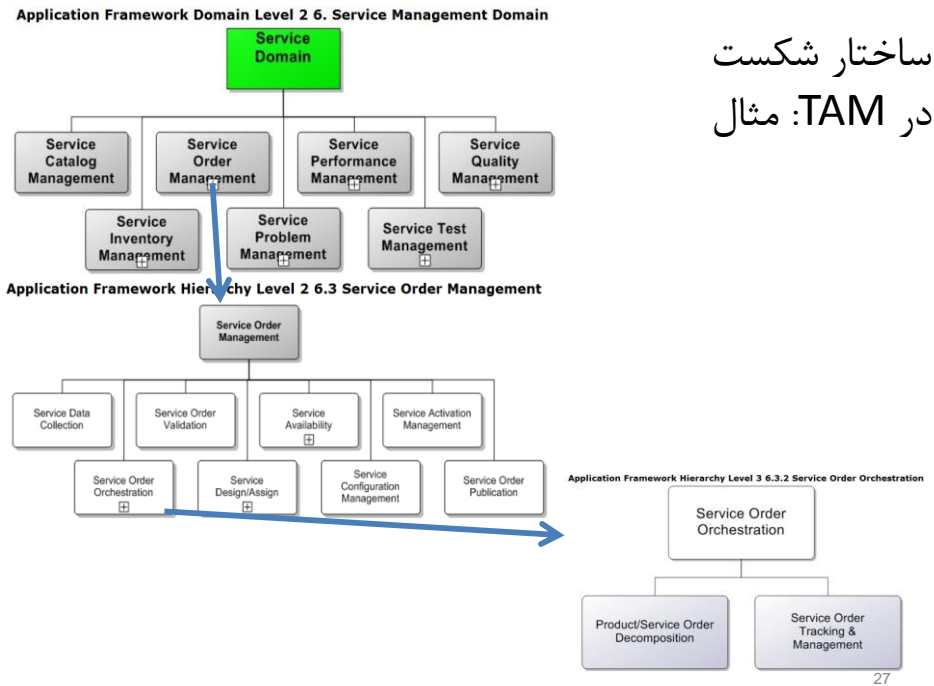 Application Framework Domain Level 2 6. Service Management Domain
ساختار شکست
در TAM: مثال
Service
Domain
Service
Catalog
Management
Service
Order
Management
Service
Performance
Management
Service
Quality
Management
Service
Inventory
Management
Service
Problem
Management
Service Test
Management
Application Framework Hierarchy Level 2 6.3 Service Order Management
Service Order
Management
Service Data
Collection
Service Order
Validation
Service
Availability
Service Activation
Management
Service Order
Orchestration
Service
Design/Assign
Service
Configuration
Management
Service Order
Publication
Application Framework Hierarchy Level 3 6.3.2 Service Order Orchestration
Service Order
Orchestration
Product/Service Order
Decomposition
Service Order
Tracking &
Management
27